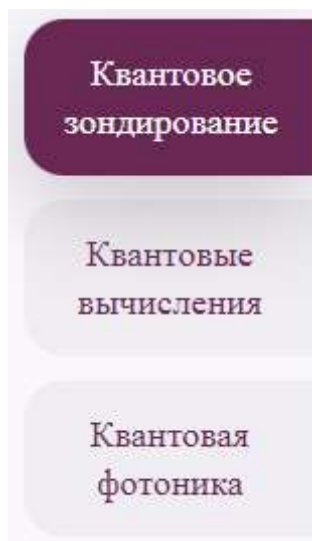 Квантовое
зондирование
Квантовые
вычисления
Квантовая
фотоника